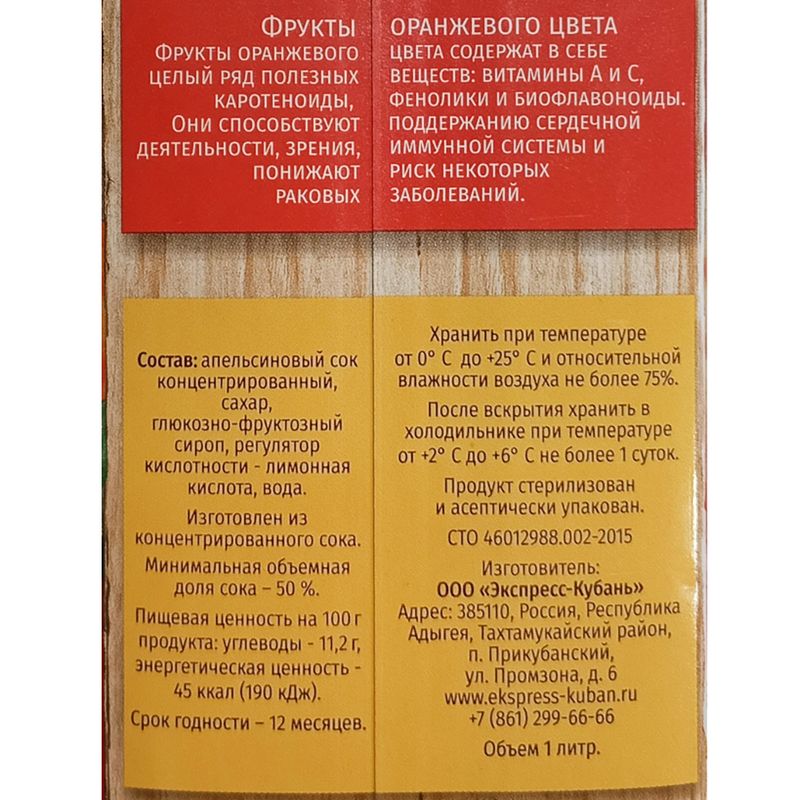 ФРУКТЫ ОРАНЖЕВОГО ЦВЕТА
ФРУКТЫ ОРАНЖЕВОГО ЦВЕТА СОДЕРЖАТ В СЕБЕ
ЦЕЛЫЙ РЯД ПОЛЕЗНЫХ ВЕЩЕСТВ: ВИТАМИНЫ А И С,
КАРОТЕНОИДЫ, ФЕНОЛИКИ И БИОФЛАВОНОИДЫ.
ОНИ СПОСОБСТВУЮТ ПОДДЕРЖАНИЮ СЕРДЕЧНОЙ
ДЕЯТЕЛЬНОСТИ, ЗРЕНИЯ, ИММУННОЙ СИСТЕМЫ И
ПОНИЖАЮТ РИСК НЕКОТОРЫХ
РАКОВЫХ ЗАБОЛЕВАНИЙ.
Состав: апельсиновый сок
концентрированный,
сахар,
глюкозно-фруктозный
сироп, регулятор
кислотности - лимонная
кислота, вода.
Изготовлен из
концентрированного сока.
Минимальная объемная
доля сока – 50 %.
Пищевая ценность на 100 г
продукта: углеводы - 11,2 г,
энергетическая ценность -
45 ккал (190 кДж).
Срок годности – 12 месяцев.
Хранить при температуре
от 0° С до +25° С и относительной
влажности воздуха не более 75%.
После вскрытия хранить в
холодильнике при температуре
от +2° С до +6° С не более 1 суток.
Продукт стерилизован
и асептически упакован.
СТО 46012988.002-2015
Изготовитель:
ООО «Экспресс-Кубань»
Адрес: 385110, Россия, Республика
Адыгея, Тахтамукайский район,
п. Прикубанский,
ул. Промзона, д. 6
www.ekspress-kuban.ru
+7 (861) 299-66-66
Объем 1 литр.